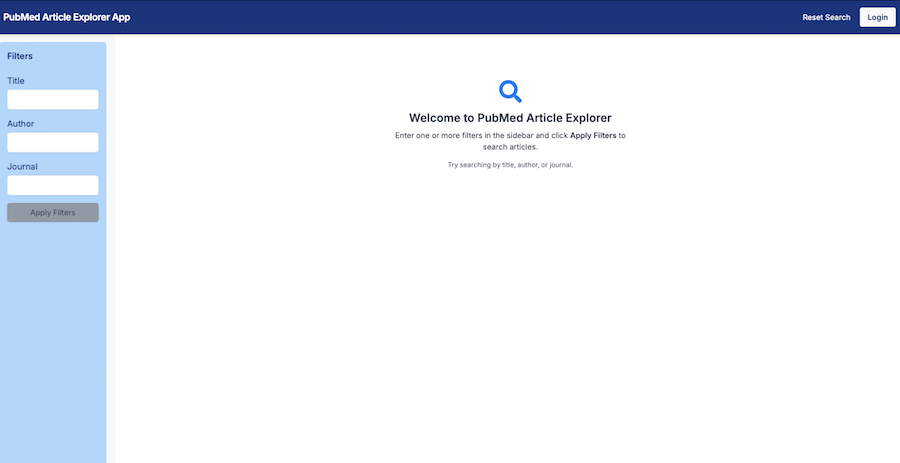 PubMed Article Explorer App
Reset Search
Login
Filters
Title
Author
Journal
Apply Filters
Welcome to PubMed Article Explorer
Enter one or more filters in the sidebar and click Apply Filters to
search articles.
Try searching by title, author, or journal.